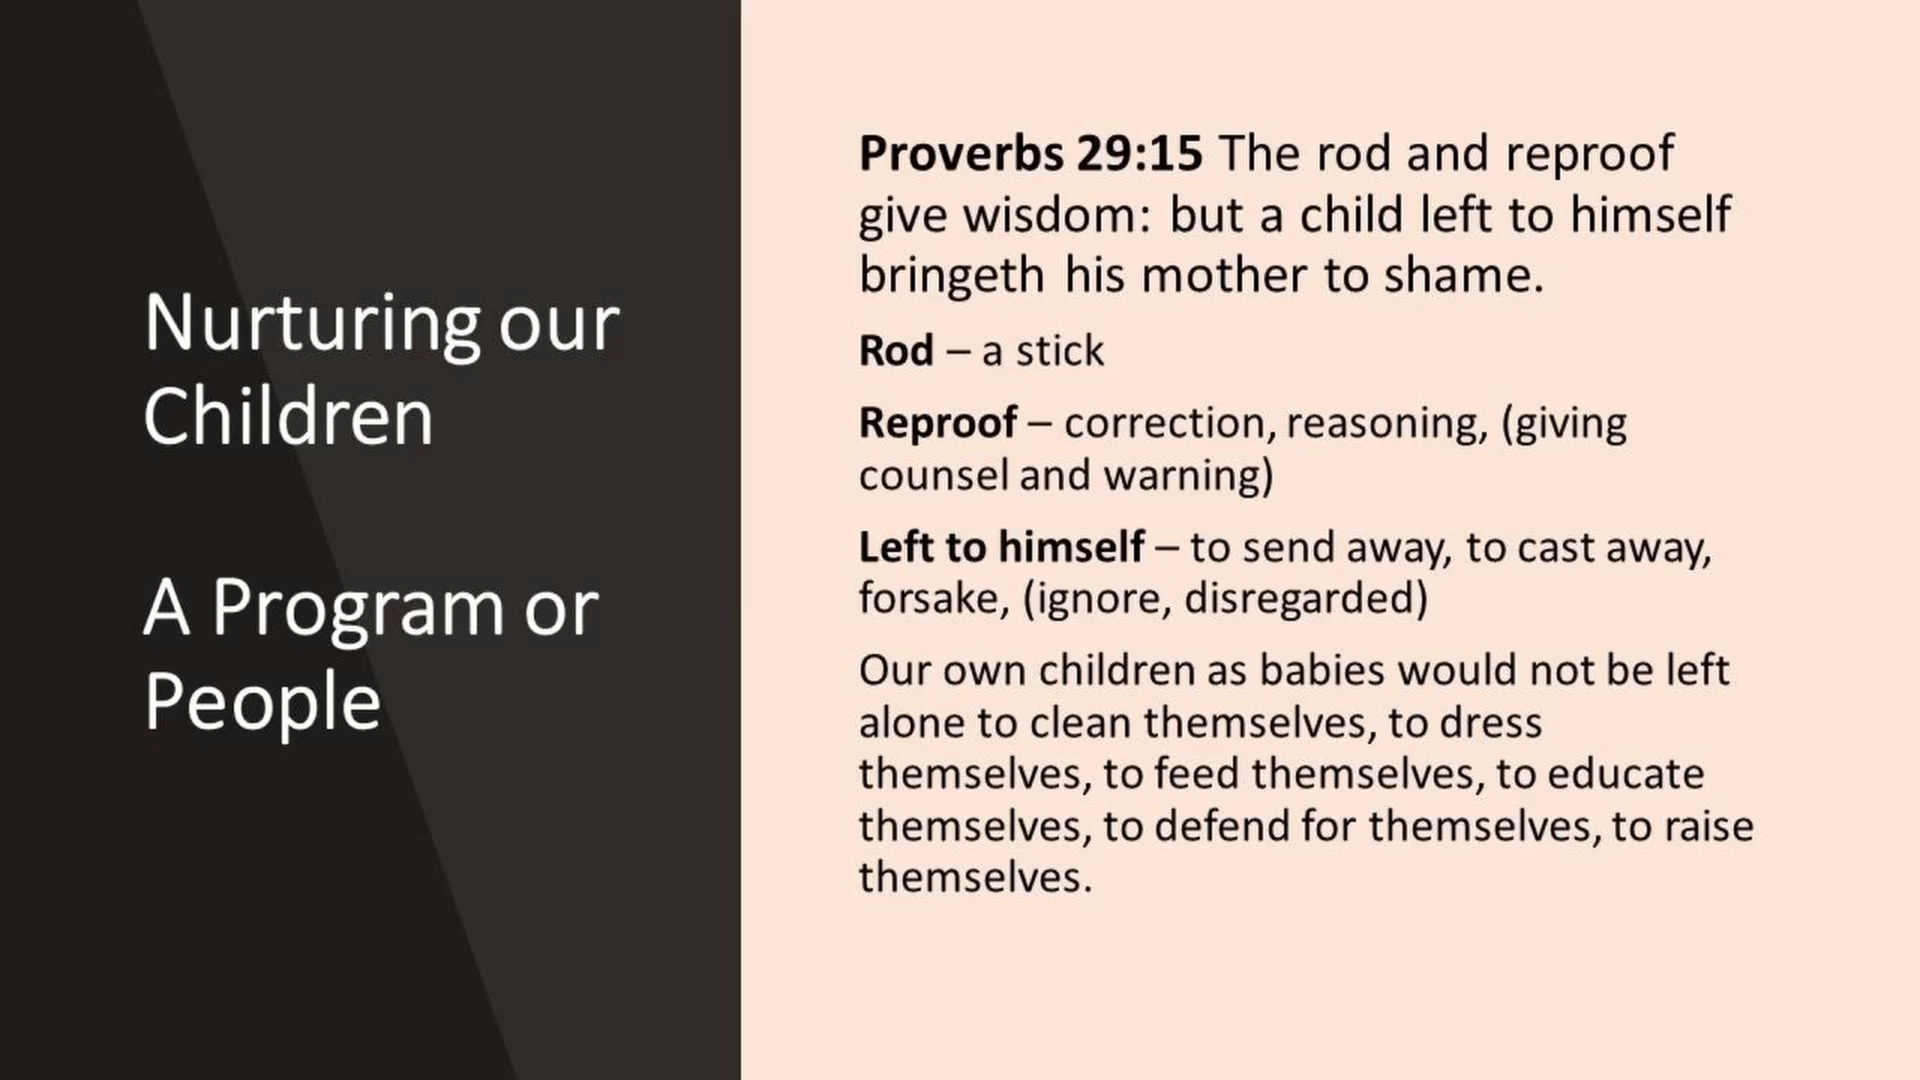 Nurturing our
Children
A Program or
People
Proverbs 29:15 The rod and reproof
give wisdom: but a child left to himself
bringeth his mother to shame.
Rod – a stick
Reproof – correction, reasoning, (giving
counsel and warning)
Left to himself – to send away, to cast away,
forsake, (ignore, disregarded)
Our own children as babies would not be left
alone to clean themselves, to dress
themselves, to feed themselves, to educate
themselves, to defend for themselves, to raise
themselves.